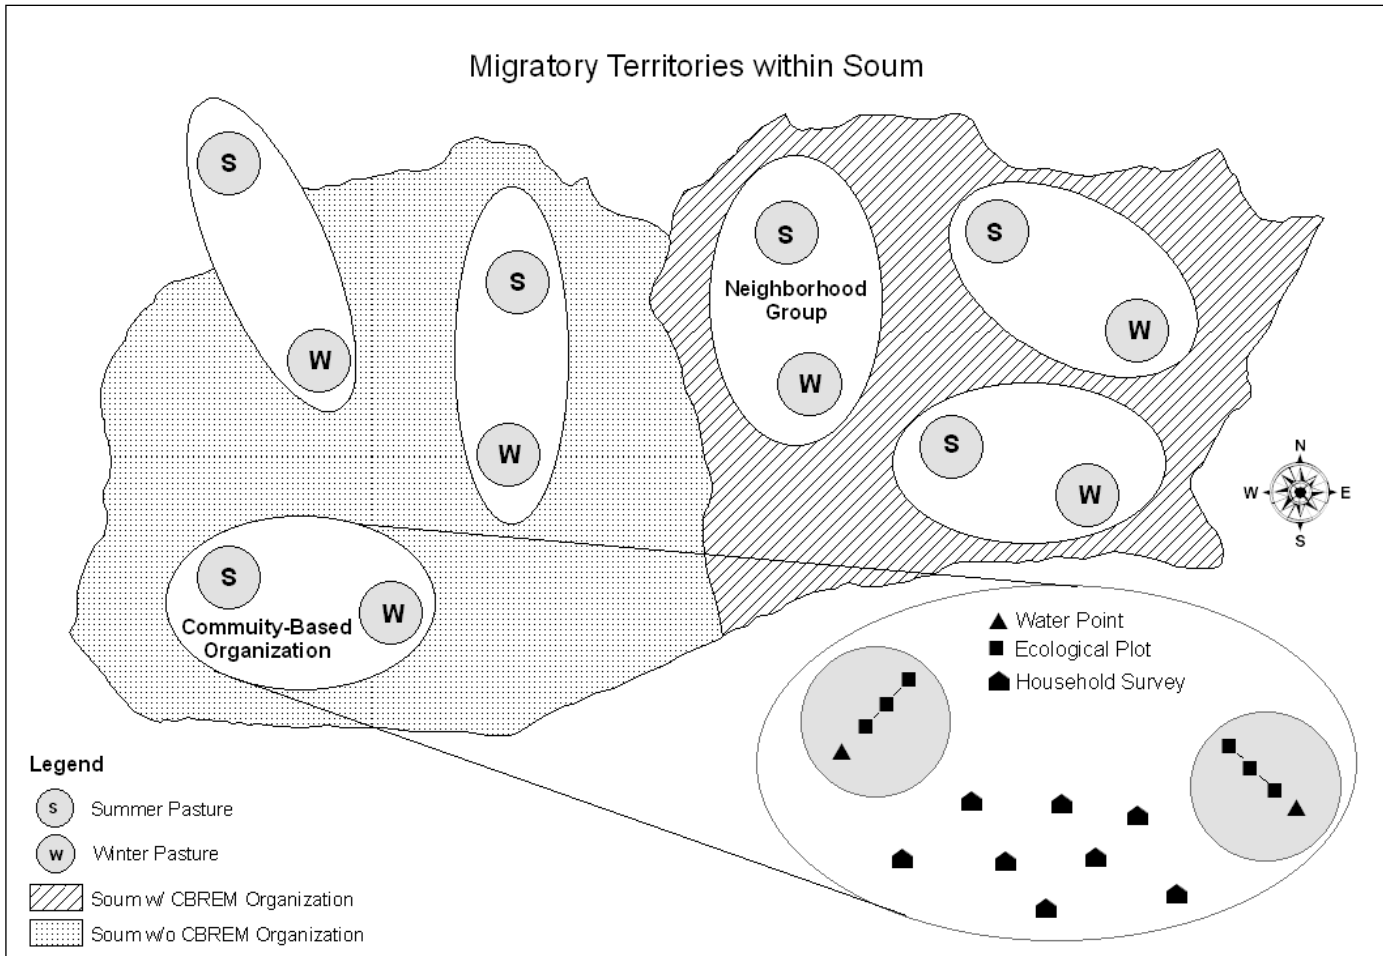 Migratory Territories within Soum
S
S
S
S
Neighborhood
Group
W
W
W
S
W
W
S
W
Commuity-Based
Organization
N
W
E
S
Water Point
Ecological Plot
Household Survey
Legend
S
Summer Pasture
W
Winter Pasture
Soum w/ CBREM Organization
Soum w/o CBREM Organization